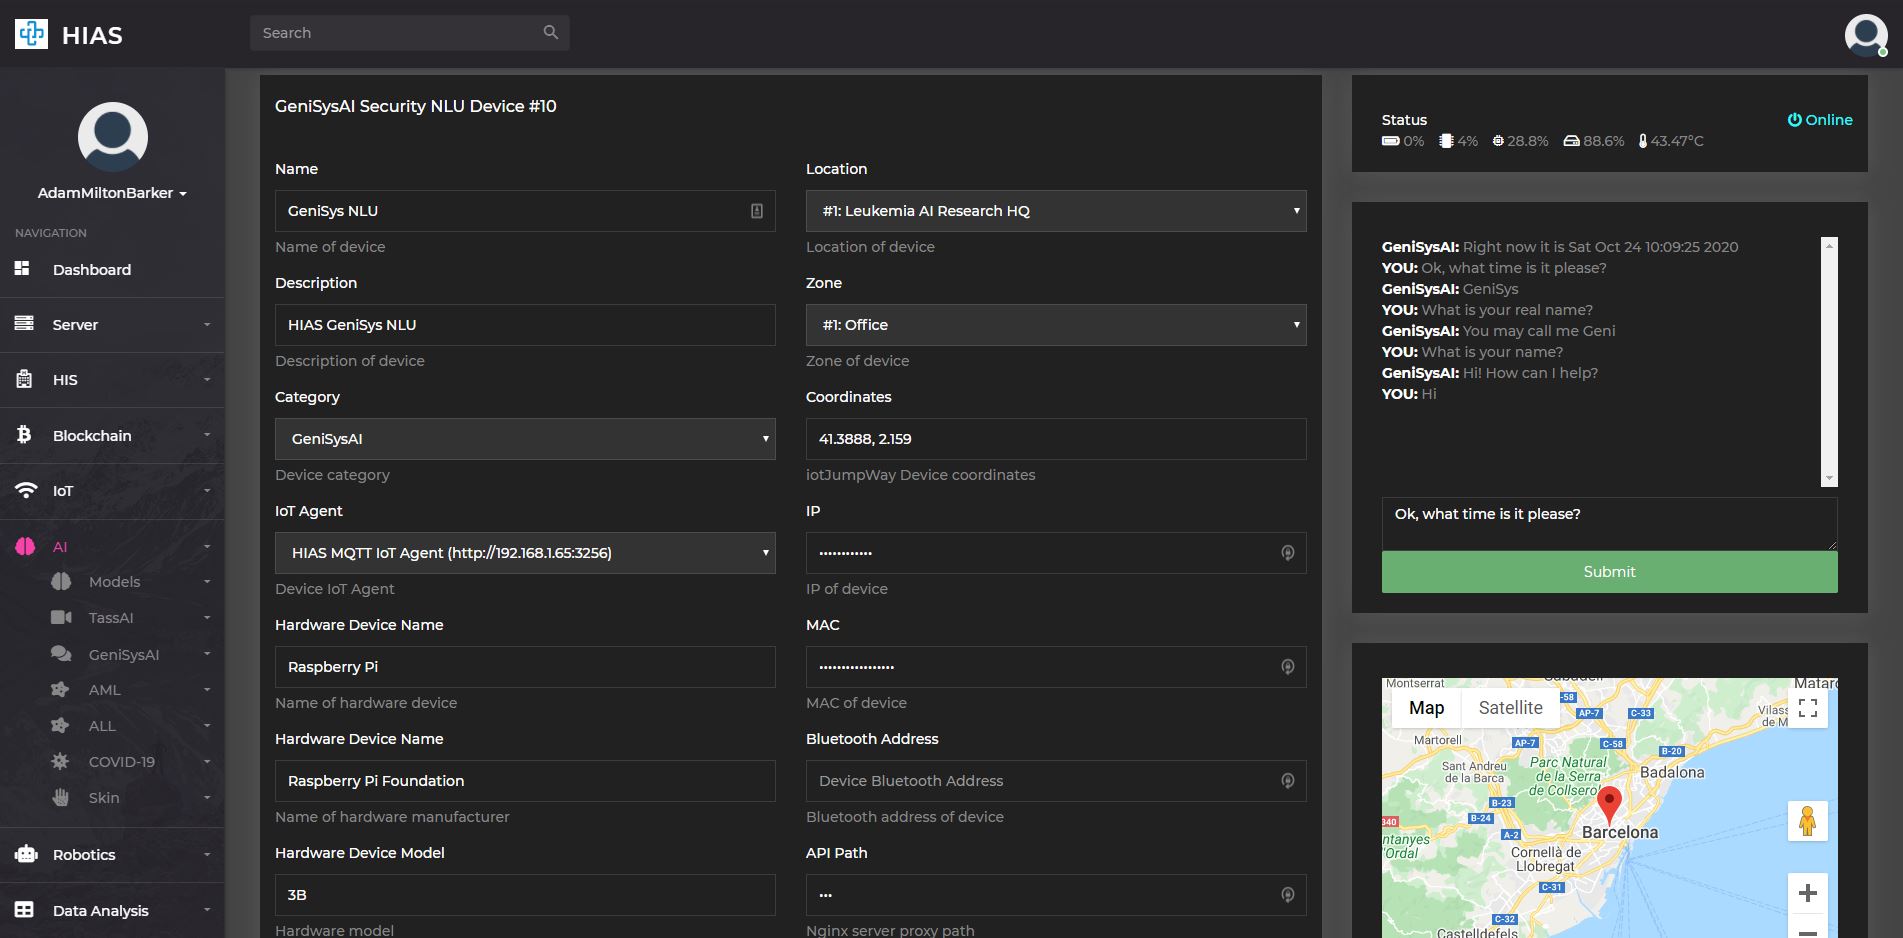 HIAS
Search
AdamMiltonBarker
NAVIGATION
Dashboard
Server
HIS
Blockchain
IoT
AI
Models
TassAI
GeniSysAI
AML
ALL
COVID-19
Skin
Robotics
Data Analysis
GeniSysAI Security NLU Device #10
Name
GeniSys NLU
Name of device
Description
HIAS GeniSys NLU
Description of device
Category
GeniSysAI
Device category
IoT Agent
HIAS MQTT IoT Agent (http://192.168.1.65:3256)
Device IoT Agent
Hardware Device Name
Raspberry Pi
Name of hardware device
Hardware Device Name
Raspberry Pi Foundation
Name of hardware manufacturer
Hardware Device Model
3B
Hardware model
Location
#1: Leukemia AI Research HQ
Location of device
Zone
#1: Office
Zone of device
Coordinates
41.3888, 2.159
iotJumpWay Device coordinates
IP
••••••••••••
IP of device
MAC
•••••••••••••••••
MAC of device
Bluetooth Address
Device Bluetooth Address
Bluetooth address of device
API Path
•••
Nginx server proxy path
Status
Online
0% 4% 28.8% 88.6% 43.47°C
GeniSysAI: Right now it is Sat Oct 24 10:09:25 2020
YOU: Ok, what time is it please?
GeniSysAI: GeniSys
YOU: What is your real name?
GeniSysAI: You may call me Geni
YOU: What is your name?
GeniSysAI: Hi! How can I help?
YOU: Hi
Ok, what time is it please?
Submit
Montserrat
Map
Satellite
-58
AP-7
C-33
Martorell
AP-7
C-58
B-20
Sant Andreu
de la Barca
Parc Natural
de la Serra
de Collserol
Badalona
B-23
B-24
A-2
340
Barcelona
Cornellà de
Llobregat
C-31
C-32
Castelldefels